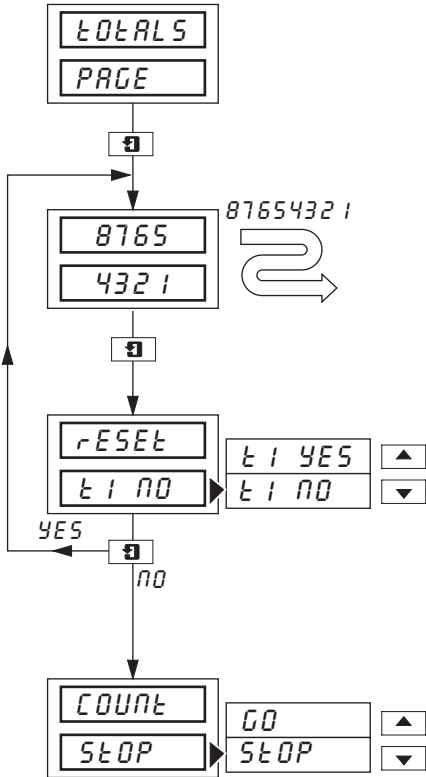 tOtALS
PAGE
8765
4321
87654321
rESEt
t1 NO
t1 YES
t1 NO
YES
NO
COUNt
StOP
GO
StOP